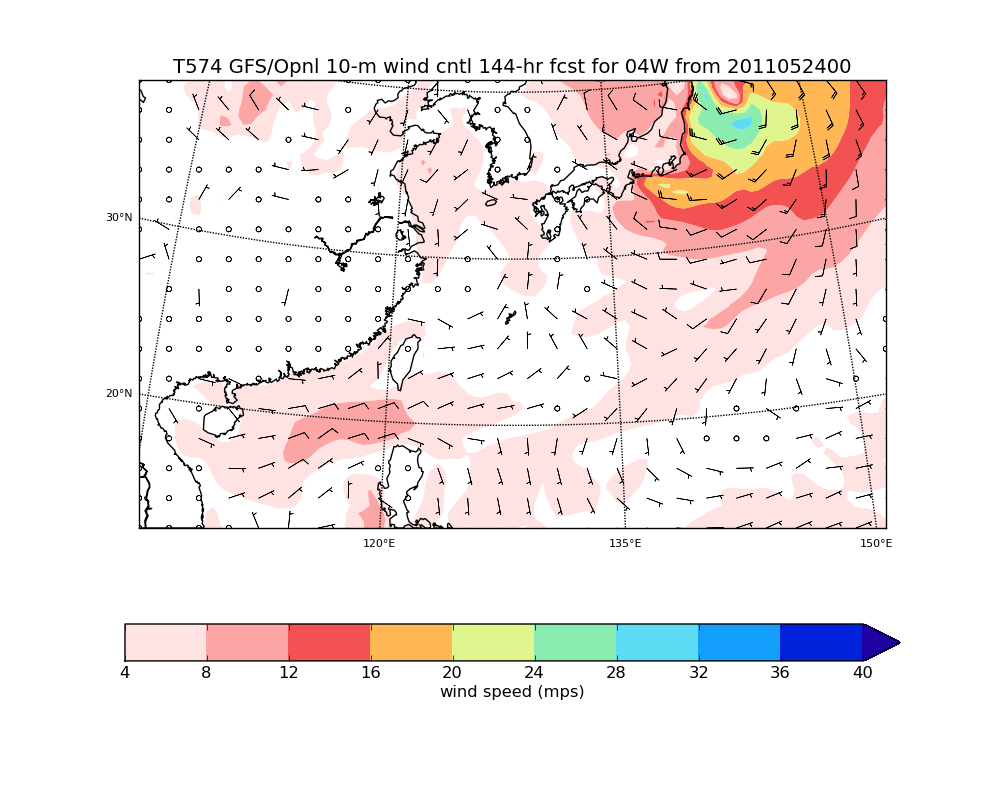 T574 GFS/Opnl 10-m wind cntl 144-hr fcst for 04W from 2011052400
30°N
20°N
120°E 135°E 150°E
4 8 12 16 20 24 28 32 36 40
wind speed (mps)